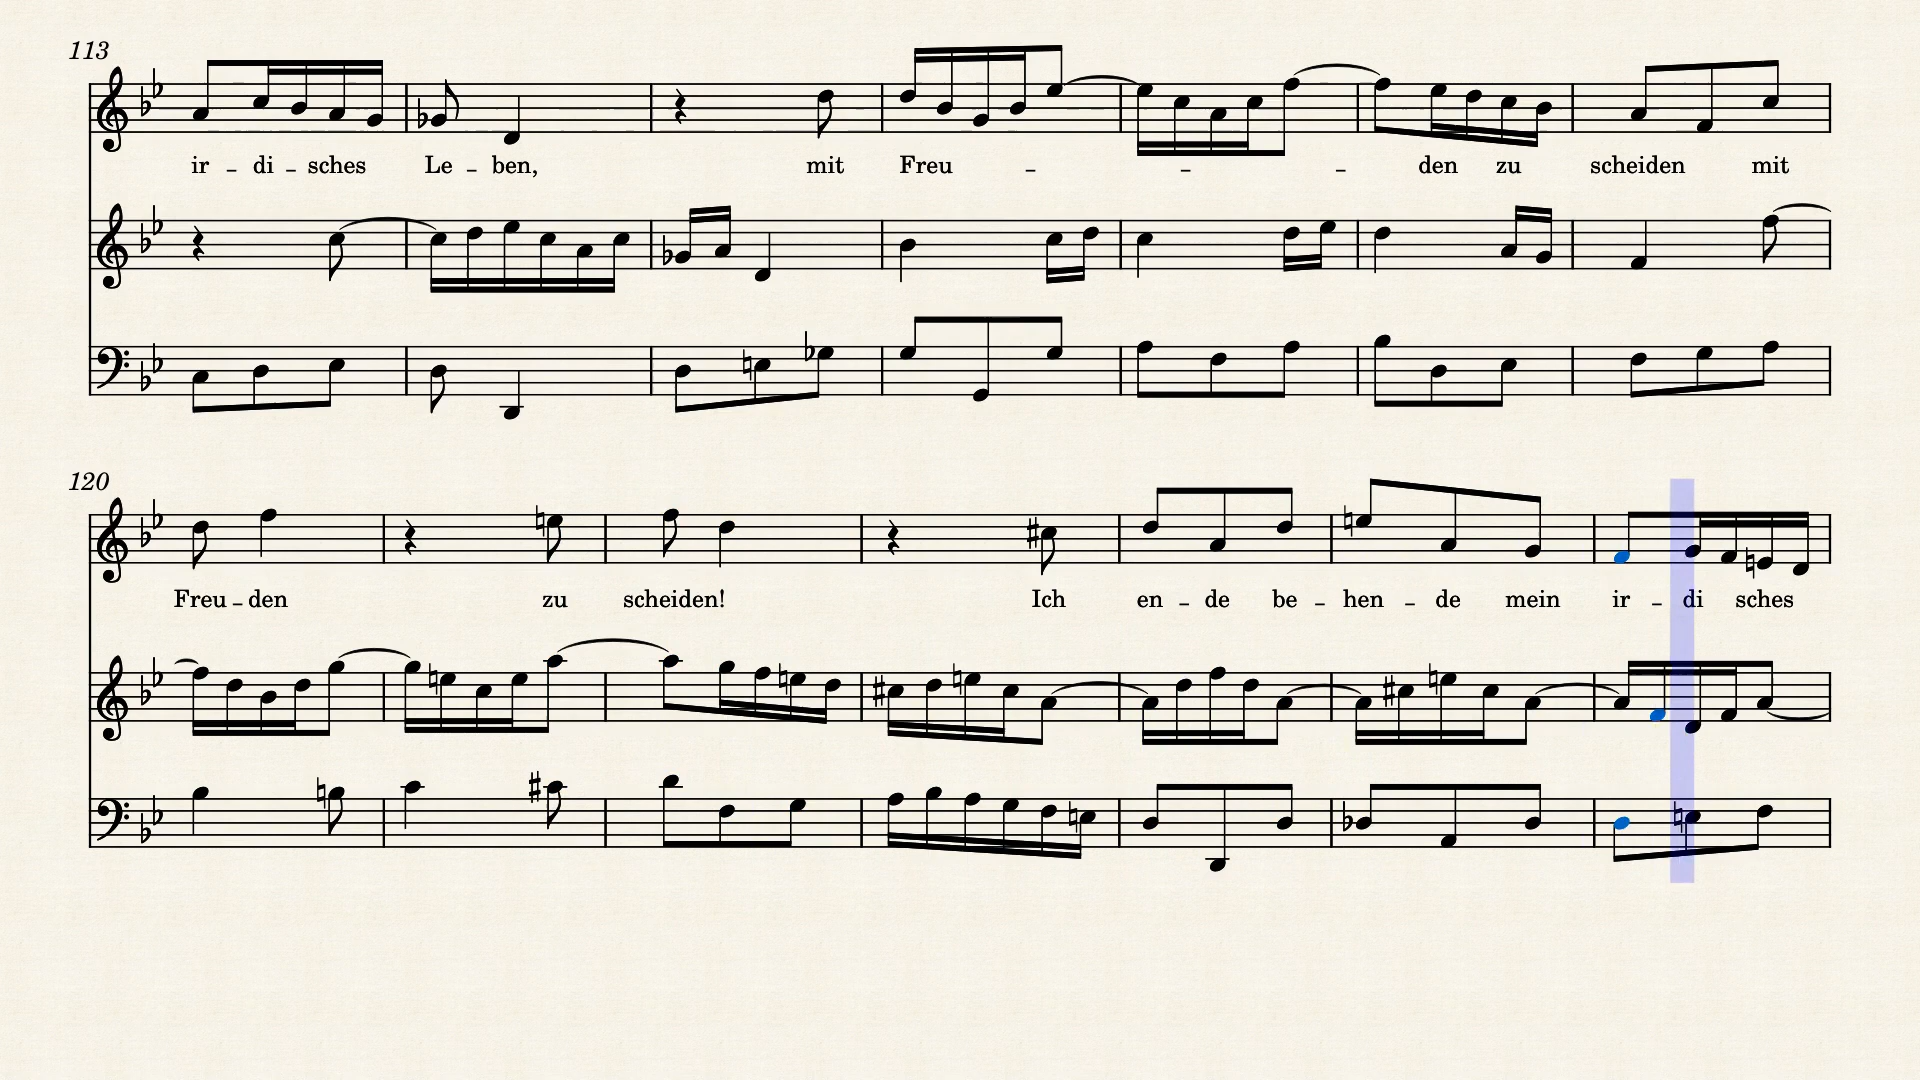 113
ir - di - sches Le - ben, mit Freu - - - den zu scheiden mit
120
Freu - den zu scheiden! Ich en - de be - hen - de mein ir - di sches